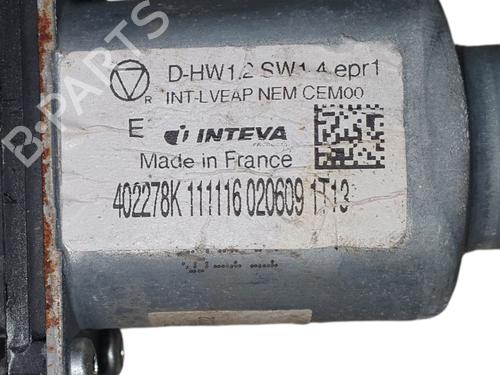 B-PARTS
D-HW1.2 SW1.4 epr1
R INT-LVEAP NEM CEM00
E INTEVA
Made in France
402278K 111116 020609 1T13